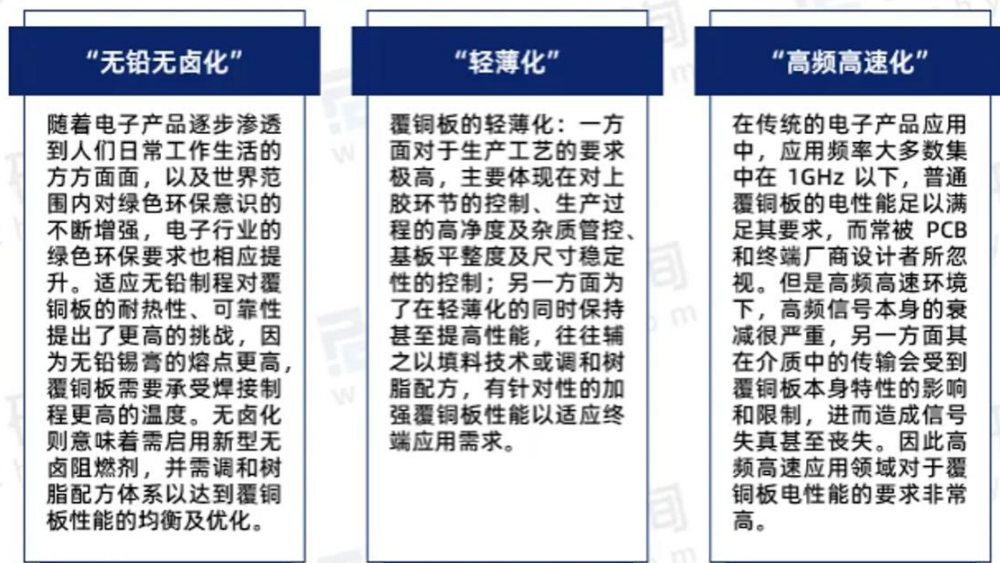 “无铅无卤化”
随着电子产品逐步渗透
到人们日常工作生活的
方方面面，以及世界范
围内对绿色环保意识的
不断增强，电子行业的
绿色环保要求也相应提
升。适应无铅制程对覆
铜板的耐热性、可靠性
提出了更高的挑战，因
为无铅锡膏的熔点更高，
覆铜板需要承受焊接制
程更高的温度。无卤化
则意味着需启用新型无
卤阻燃剂，并需调和树
脂配方体系以达到覆铜
板性能的均衡及优化。
“轻薄化”
覆铜板的轻薄化：一方
面对于生产工艺的要求
极高，主要体现在对上
胶环节的控制、生产过
程的高净度及杂质管控、
基板平整度及尺寸稳定
性的控制；另一方面为
了在轻薄化的同时保持
甚至提高性能，往往辅
之以填料技术或调和树
脂配方，有针对性的加
强覆铜板性能以适应终
端应用需求。
“高频高速化”
在传统的电子产品应用
中，应用频率大多数集
中在 1GHz 以下，普通
覆铜板的电性能足以满
足其要求，而常被 PCB
和终端厂商设计者所忽
视。但是高频高速环境
下，高频信号本身的衰
减很严重，另一方面其
在介质中的传输会受到
覆铜板本身特性的影响
和限制，进而造成信号
失真甚至丧失。因此高
频高速应用领域对于覆
铜板电性能的要求非常
高。